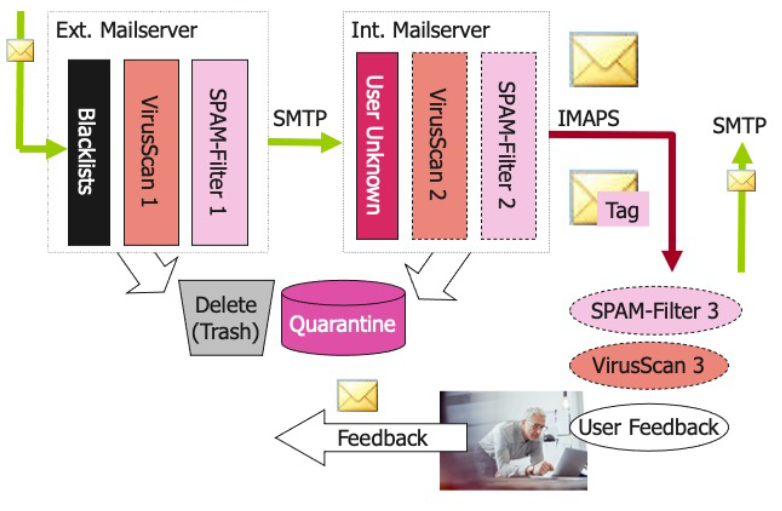 Ext. Mailserver
Blacklists
VirusScan 1
SPAM-Filter 1
SMTP
Int. Mailserver
User Unknown
VirusScan 2
SPAM-Filter 2
IMAPS
Tag
SMTP
Delete
(Trash)
Quarantine
SPAM-Filter 3
VirusScan 3
User Feedback
Feedback